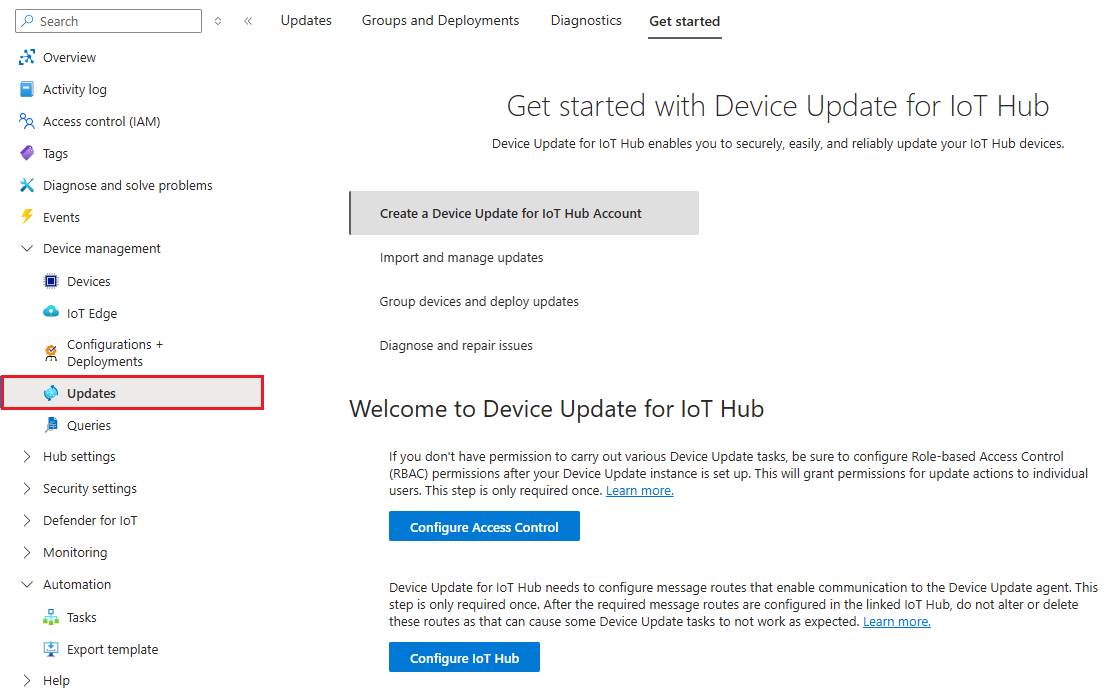 Search
Overview
Activity log
Access control (IAM)
Tags
Diagnose and solve problems
Events
Device management
Devices
IoT Edge
Configurations +
Deployments
Updates
Queries
Hub settings
Security settings
Defender for IoT
Monitoring
Automation
Tasks
Export template
Help
Updates
Groups and Deployments
Diagnostics
Get started
Get started with Device Update for IoT Hub
Device Update for IoT Hub enables you to securely, easily, and reliably update your IoT Hub devices.
Create a Device Update for IoT Hub Account
Import and manage updates
Group devices and deploy updates
Diagnose and repair issues
Welcome to Device Update for IoT Hub
If you don't have permission to carry out various Device Update tasks, be sure to configure Role-based Access Control
(RBAC) permissions after your Device Update instance is set up. This will grant permissions for update actions to individual
users. This step is only required once. Learn more.
Configure Access Control
Device Update for IoT Hub needs to configure message routes that enable communication to the Device Update agent. This
step is only required once. After the required message routes are configured in the linked IoT Hub, do not alter or delete
these routes as that can cause some Device Update tasks to not work as expected. Learn more.
Configure IoT Hub